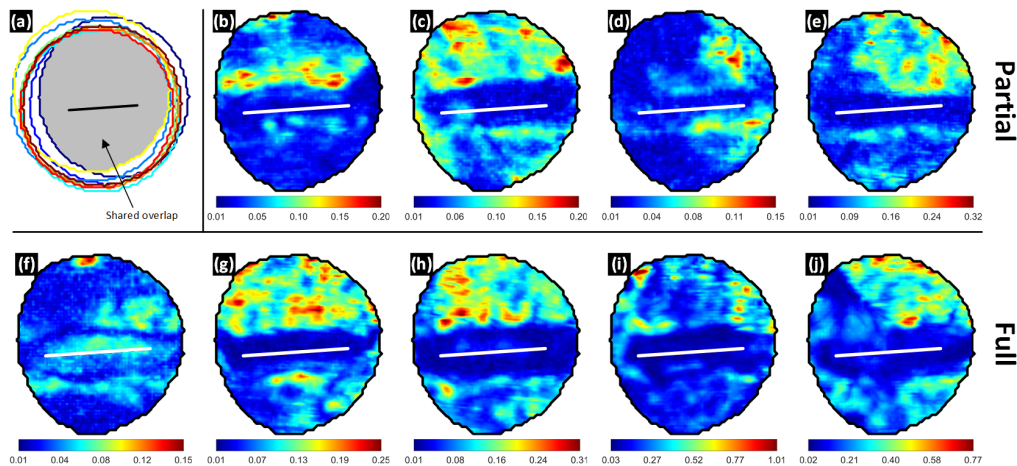 (a)
Shared overlap
(b)
0.01 0.05 0.10 0.15 0.20
(c)
0.01 0.06 0.10 0.15 0.20
(d)
0.01 0.04 0.08 0.11 0.15
(e)
0.01 0.09 0.16 0.24 0.32
Partial
(f)
0.01 0.04 0.08 0.12 0.15
(g)
0.01 0.07 0.13 0.19 0.25
(h)
0.01 0.09 0.16 0.24 0.31
(i)
0.03 0.27 0.52 0.77 1.01
(j)
0.02 0.21 0.40 0.58 0.77
Full